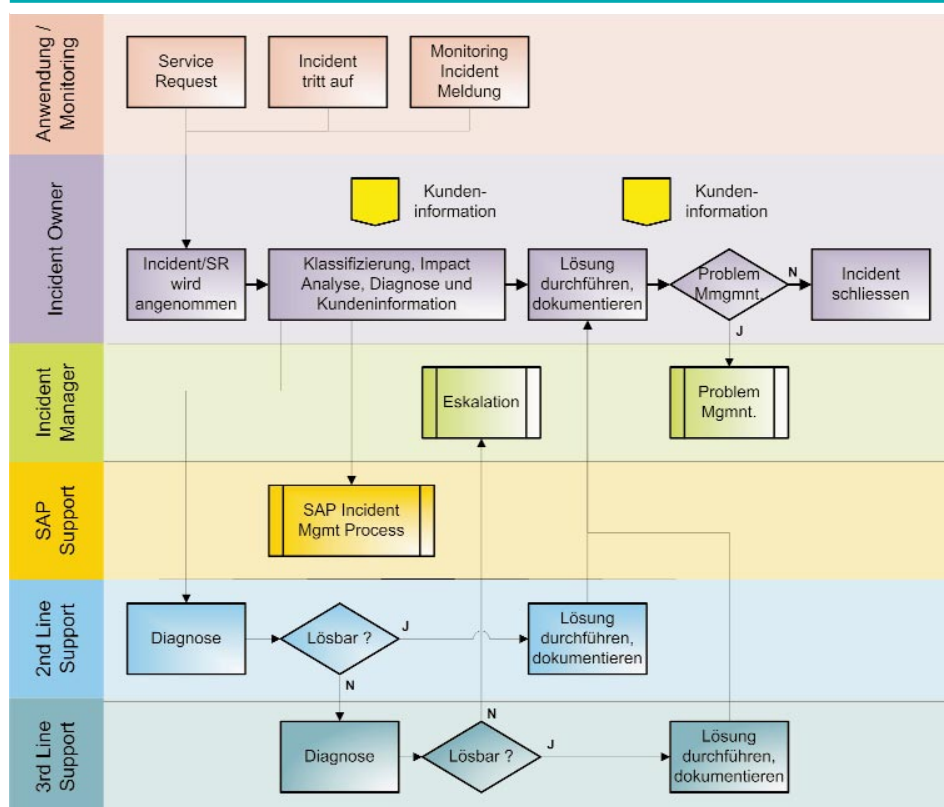 Anwendung /
Monitoring
Service
Request
Incident
tritt auf
Monitoring
Incident
Meldung
Incident Owner
Kunden-
information
Kunden-
information
Incident/SR
wird
angenommen
Klassifizierung, Impact
Analyse, Diagnose und
Kundeninformation
Lösung
durchführen,
dokumentieren
Problem
Mmgmnt.
N
J
Incident
schliessen
Incident
Manager
Eskalation
Problem
Mgmnt.
SAP
Support
SAP Incident
Mgmt Process
2nd Line
Support
Diagnose
Lösbar ?
J
N
Lösung
durchführen,
dokumentieren
3rd Line
Support
Diagnose
Lösbar ?
N
J
Lösung
durchführen,
dokumentieren